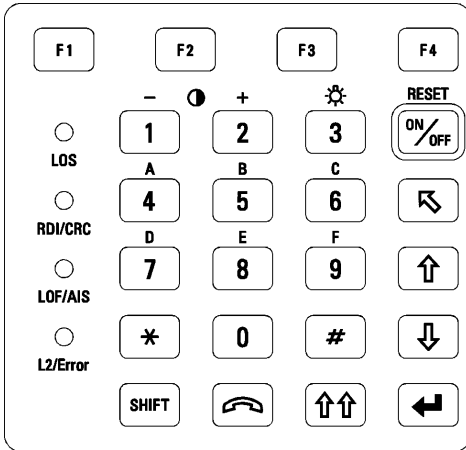 F1 F2 F3 F4
− + RESET
1 2 3 ON/OFF
LOS
A B C
4 5 6
RDI/CRC
D E F
7 8 9
LOF/AIS
* 0 #
L2/Error
SHIFT